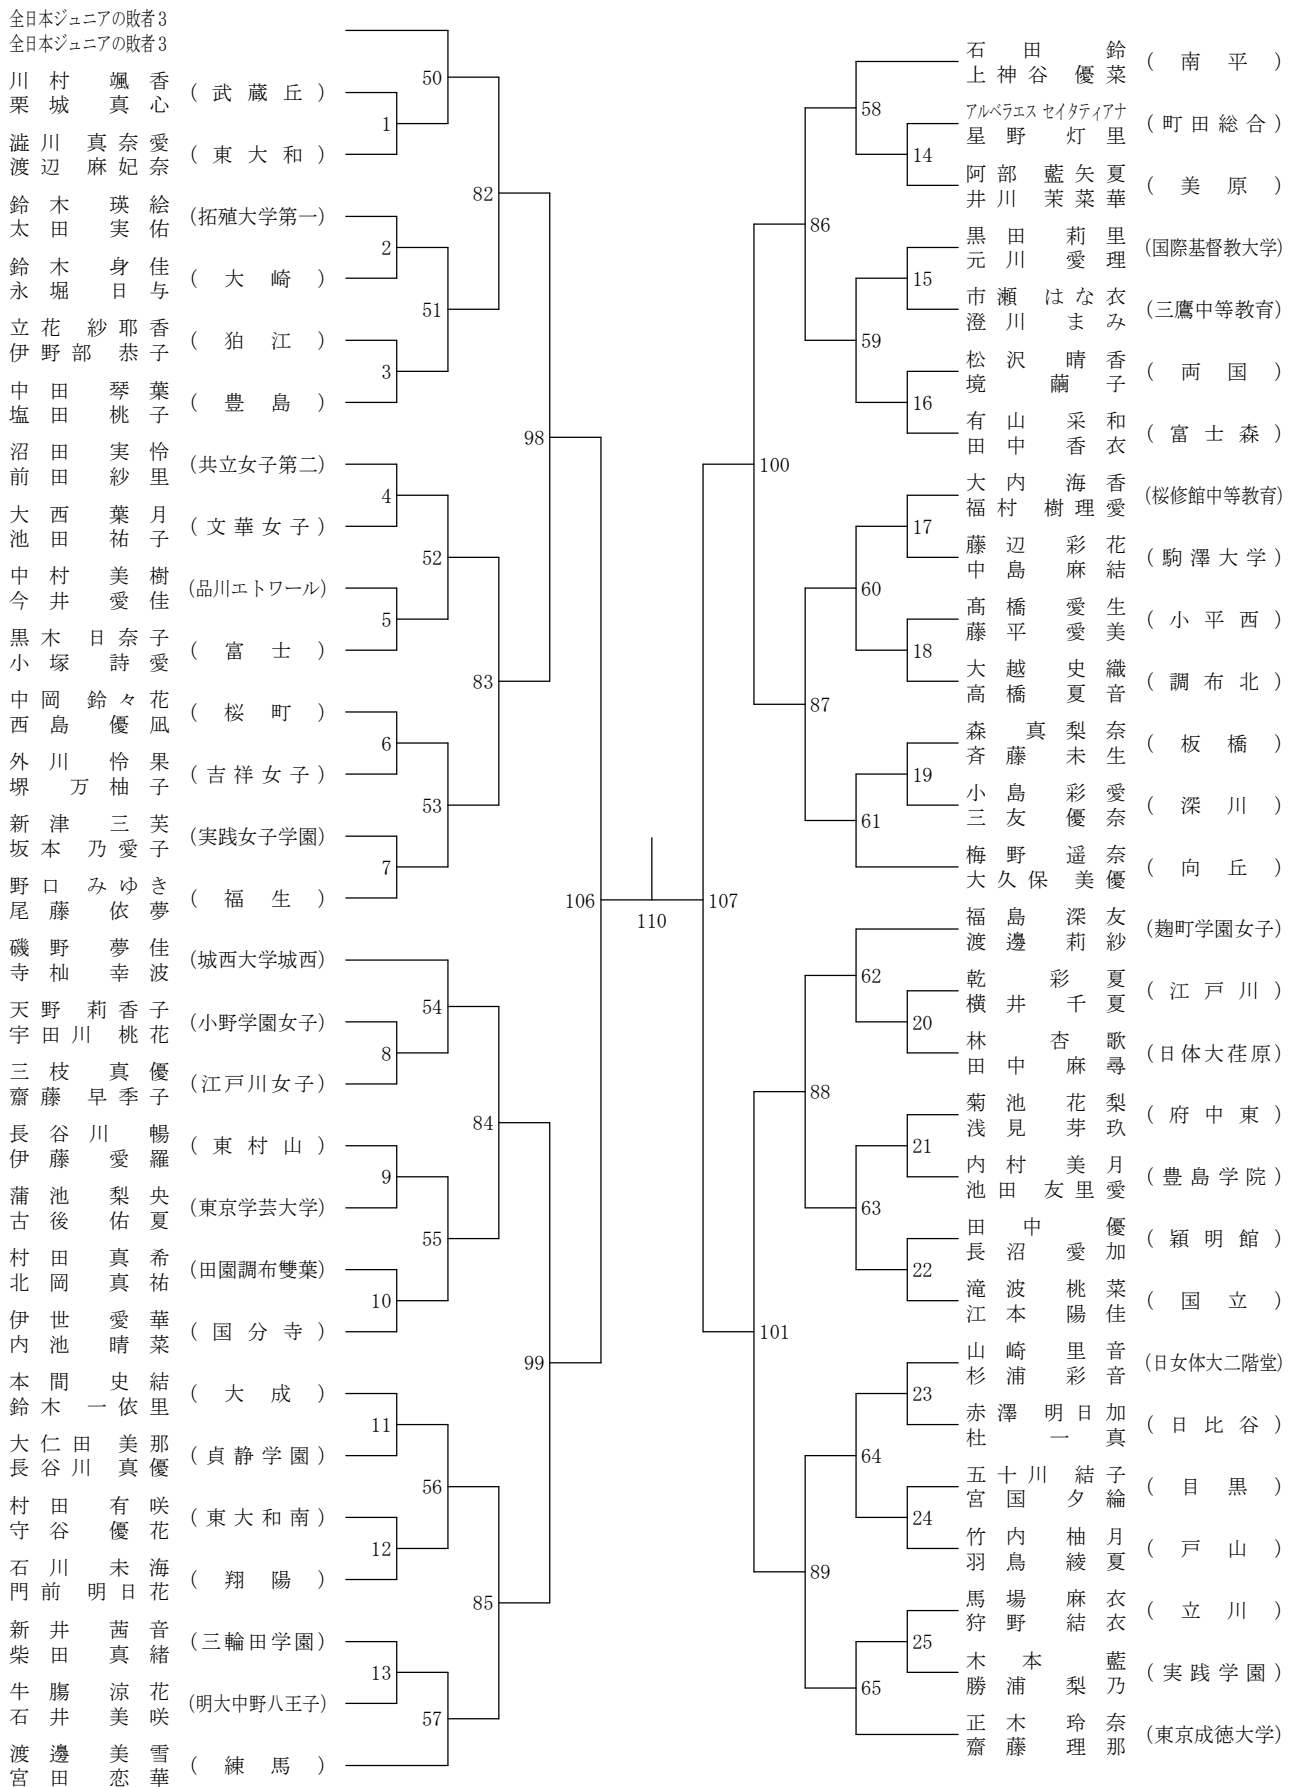 全日本ジュニアの敗者3
全日本ジュニアの敗者3
川村 颯香
栗城 真心
(武蔵丘)
澁川 真奈愛
渡辺 麻妃奈
(東大和)
鈴木 瑛絵
太田 実佑
(拓殖大学第一)
鈴木 身佳
永堀 日与
(大崎)
立花 紗耶香
伊野部 恭子
(狛江)
中田 琴葉
塩田 桃子
(豊島)
沼田 実怜
前田 紗里
(共立女子第二)
大西 葉月
池田 祐子
(文華女子)
中村 美樹
今井 愛佳
(品川エトワール)
黒木 日奈子
小塚 詩愛
(富士)
中岡 鈴々花
西島 優凪
(桜町)
外川 怜果
堺 万柚子
(吉祥女子)
新津 三芙
坂本 乃愛子
(実践女子学園)
野口 みゆき
尾藤 依夢
(福生)
磯野 夢佳
寺杣 幸波
(城西大学城西)
天野 莉香子
宇田川 桃花
(小野学園女子)
三枝 真優
齋藤 早季子
(江戸川女子)
長谷川 暢
伊藤 愛羅
(東村山)
蒲池 梨央
古後 佑夏
(東京学芸大学)
村田 真希
北岡 真祐
(田園調布雙葉)
伊世 愛華
内池 晴菜
(国分寺)
本間 史結
鈴木 一依里
(大成)
大仁田 美那
長谷川 真優
(貞静学園)
村田 有咲
守谷 優花
(東大和南)
石川 未海
門前 明日花
(翔陽)
新井 茜音
柴田 真緒
(三輪田学園)
牛膓 涼花
石井 美咲
(明大中野八王子)
渡邊 美雪
宮田 恋華
(練馬)
1
2
3
4
5
6
7
8
9
10
11
12
13
50
51
52
53
54
55
56
57
82
83
84
85
98
99
106
110
107
100
101
86
87
88
89
58
59
60
61
62
63
64
65
14
15
16
17
18
19
20
21
22
23
24
25
石田 鈴
上神谷 優菜
(南平)
アルベラエス セイタティアナ
星野 灯里
(町田総合)
阿部 藍矢夏
井川 茉菜華
(美原)
黒田 莉里
元川 愛理
(国際基督教大学)
市瀬 はな衣
澄川 まみ
(三鷹中等教育)
松沢 晴香
境 繭子
(両国)
有山 采和
田中 香衣
(富士森)
大内 海香
福村 樹理愛
(桜修館中等教育)
藤辺 彩花
中島 麻結
(駒澤大学)
髙橋 愛生
藤平 愛美
(小平西)
大越 史織
高橋 夏音
(調布北)
森 真梨奈
斉藤 未生
(板橋)
小島 彩愛
三友 優奈
(深川)
梅野 遥奈
大久保 美優
(向丘)
福島 深友
渡邊 莉紗
(麹町学園女子)
乾 彩夏
横井 千夏
(江戸川)
林 杏歌
田中 麻尋
(日体大荏原)
菊池 花梨
浅見 芽玖
(府中東)
内村 美月
池田 友里愛
(豊島学院)
田中 優
長沼 愛加
(穎明館)
滝波 桃菜
江本 陽佳
(国立)
山崎 里音
杉浦 彩音
(日女体大二階堂)
赤澤 明日加
杜 一真
(日比谷)
五十川 結子
宮国 夕綸
(目黒)
竹内 柚月
羽鳥 綾夏
(戸山)
馬場 麻衣
狩野 結衣
(立川)
木本 藍
勝浦 梨乃
(実践学園)
正木 玲奈
齋藤 理那
(東京成徳大学)